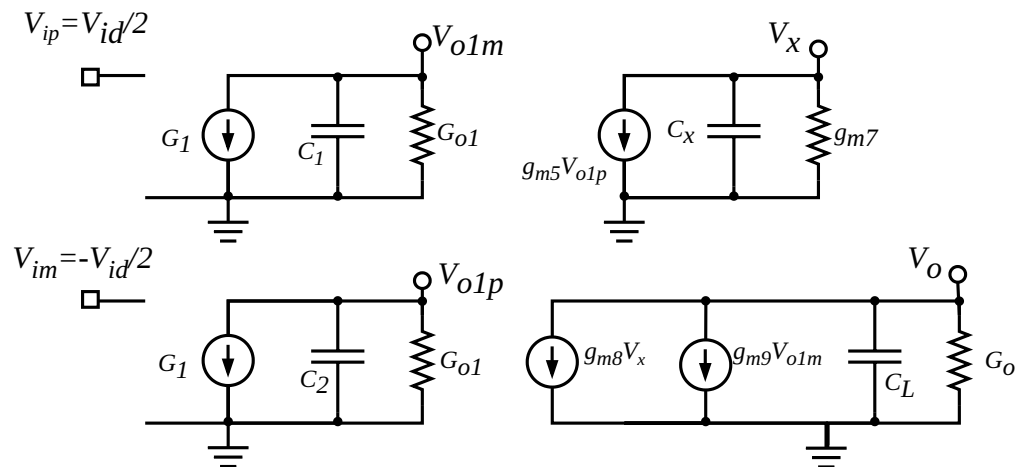 V_ip=V_id/2
V_o1m
G_1
C_1
G_o1
V_x
g_m5V_o1p
C_x
g_m7
V_im=-V_id/2
V_o1p
G_1
C_2
G_o1
V_o
g_m8V_x
g_m9V_o1m
C_L
G_o